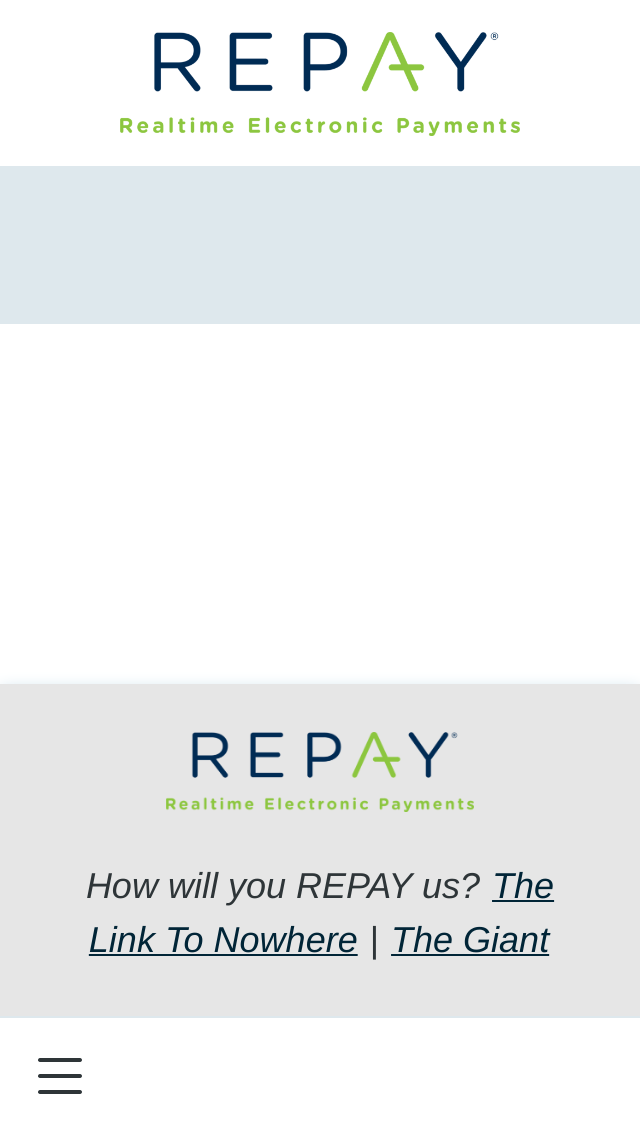 REPAY®
Realtime Electronic Payments
REPAY®
Realtime Electronic Payments
How will you REPAY us? The
Link To Nowhere | The Giant